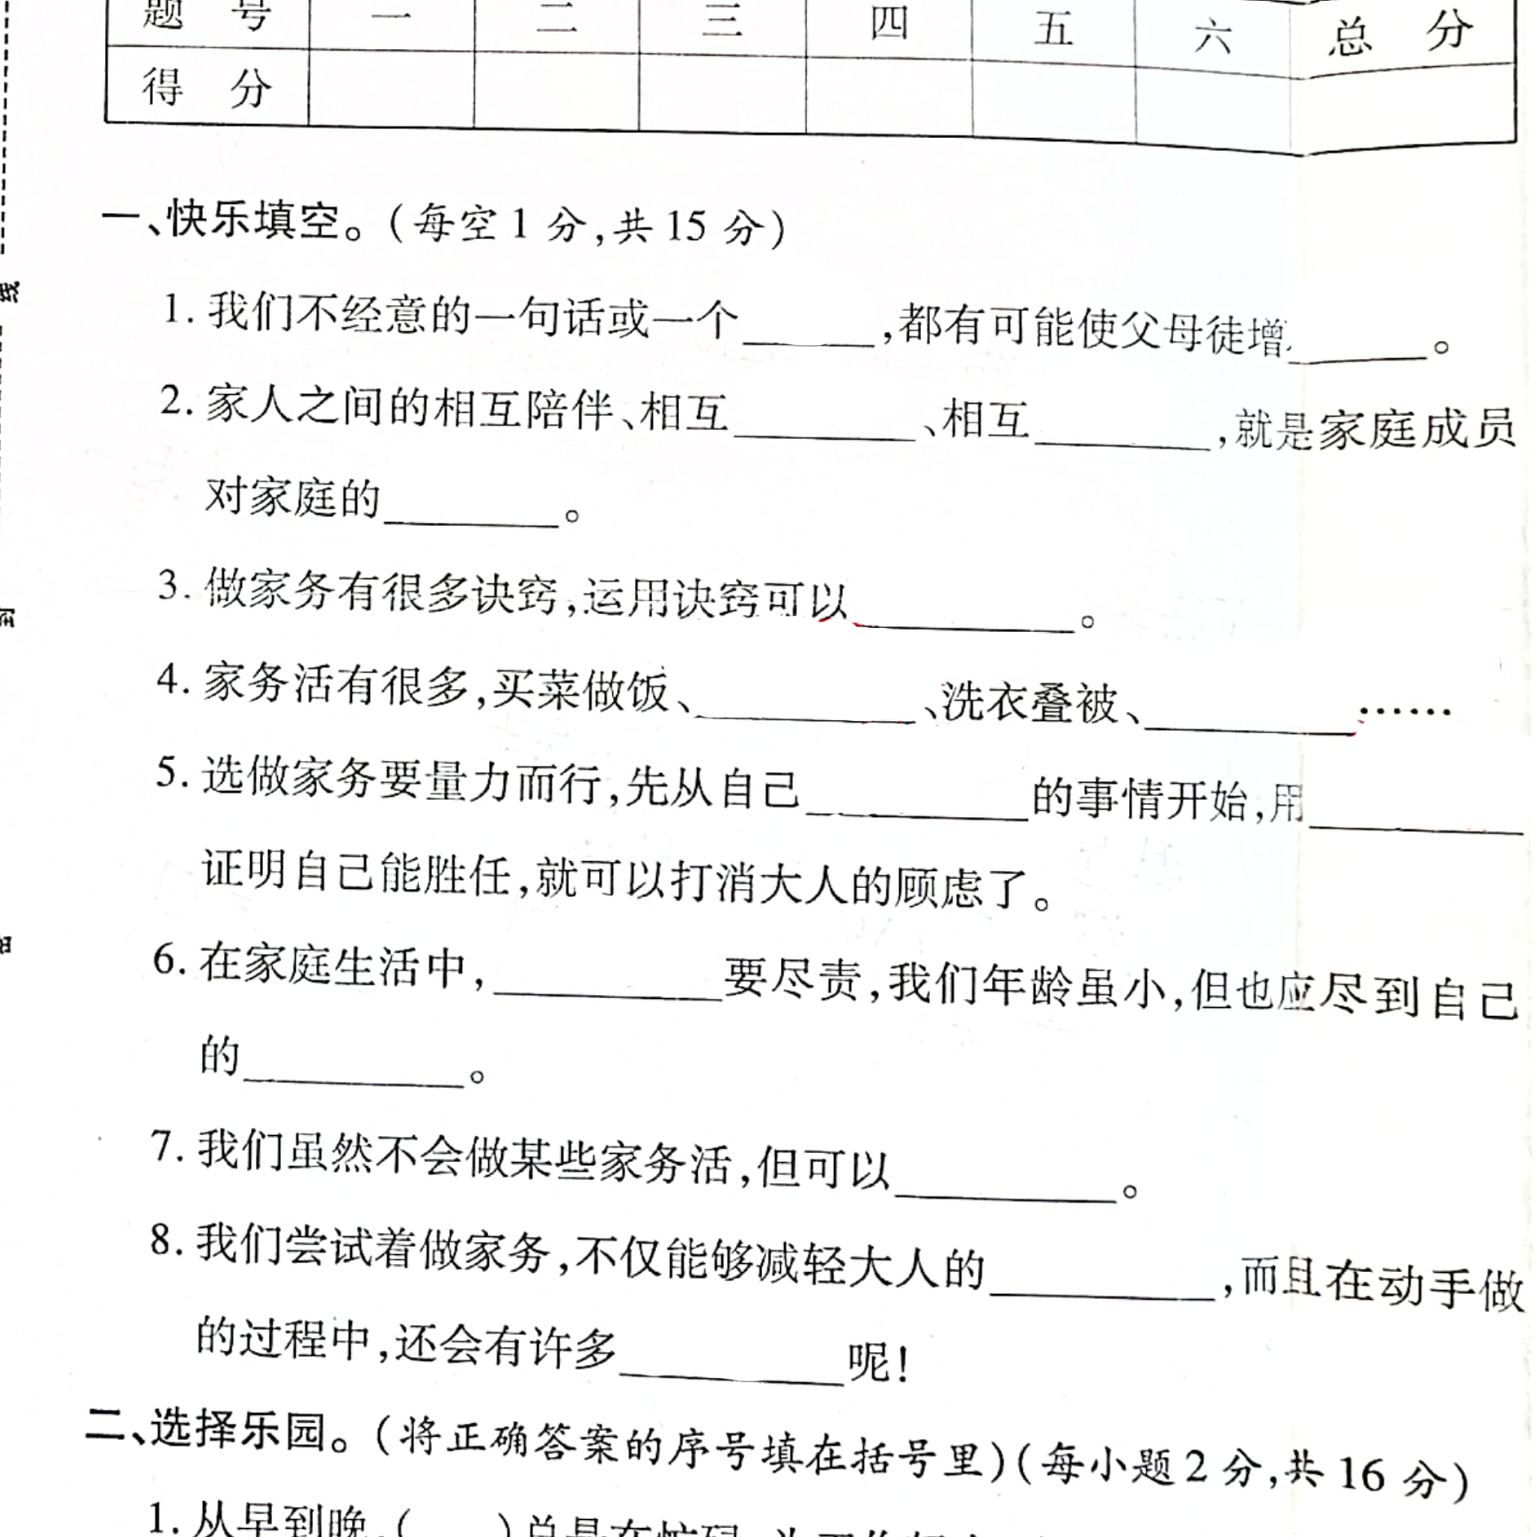 题 号 一 二 三 四 五 六 总 分
得 分
一、快乐填空。(每空1分,共15分)
1. 我们不经意的一句话或一个______,都有可能使父母徒增______。
2. 家人之间的相互陪伴、相互________、相互________,就是家庭成员
对家庭的________。
3. 做家务有很多诀窍,运用诀窍可以__________。
4. 家务活有很多,买菜做饭、__________、洗衣叠被、__________……
5. 选做家务要量力而行,先从自己__________的事情开始,用__________
证明自己能胜任,就可以打消大人的顾虑了。
6. 在家庭生活中,__________要尽责,我们年龄虽小,但也应尽到自己
的__________。
7. 我们虽然不会做某些家务活,但可以__________。
8. 我们尝试着做家务,不仅能够减轻大人的__________,而且在动手做
的过程中,还会有许多__________呢!
二、选择乐园。(将正确答案的序号填在括号里)(每小题2分,共16分)
1. 从早到晚,( )总是在忙碌
线
封
密